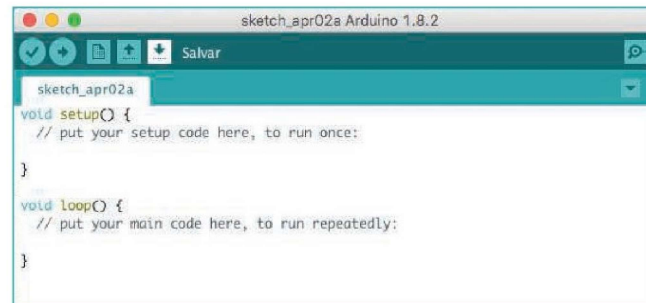 sketch_apr02a Arduino 1.8.2
Salvar
sketch_apr02a
void setup() {
// put your setup code here, to run once:
}
void loop() {
// put your main code here, to run repeatedly:
}